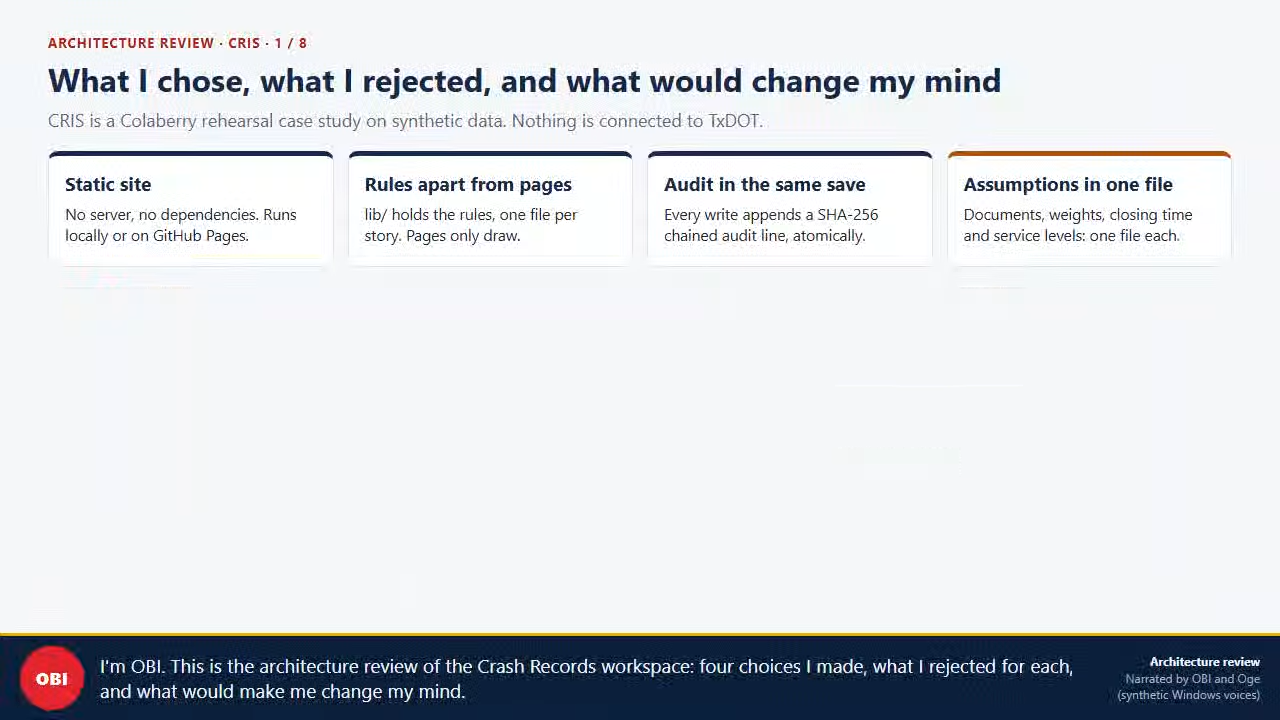 ARCHITECTURE REVIEW · CRIS · 1 / 8
What I chose, what I rejected, and what would change my mind
CRIS is a Colaberry rehearsal case study on synthetic data. Nothing is connected to TxDOT.
Static site
No server, no dependencies. Runs
locally or on GitHub Pages.
Rules apart from pages
lib/ holds the rules, one file per
story. Pages only draw.
Audit in the same save
Every write appends a SHA-256
chained audit line, atomically.
Assumptions in one file
Documents, weights, closing time
and service levels: one file each.
OBI
I'm OBI. This is the architecture review of the Crash Records workspace: four choices I made, what I rejected for each,
and what would make me change my mind.
Architecture review
Narrated by OBI and Oge
(synthetic Windows voices)